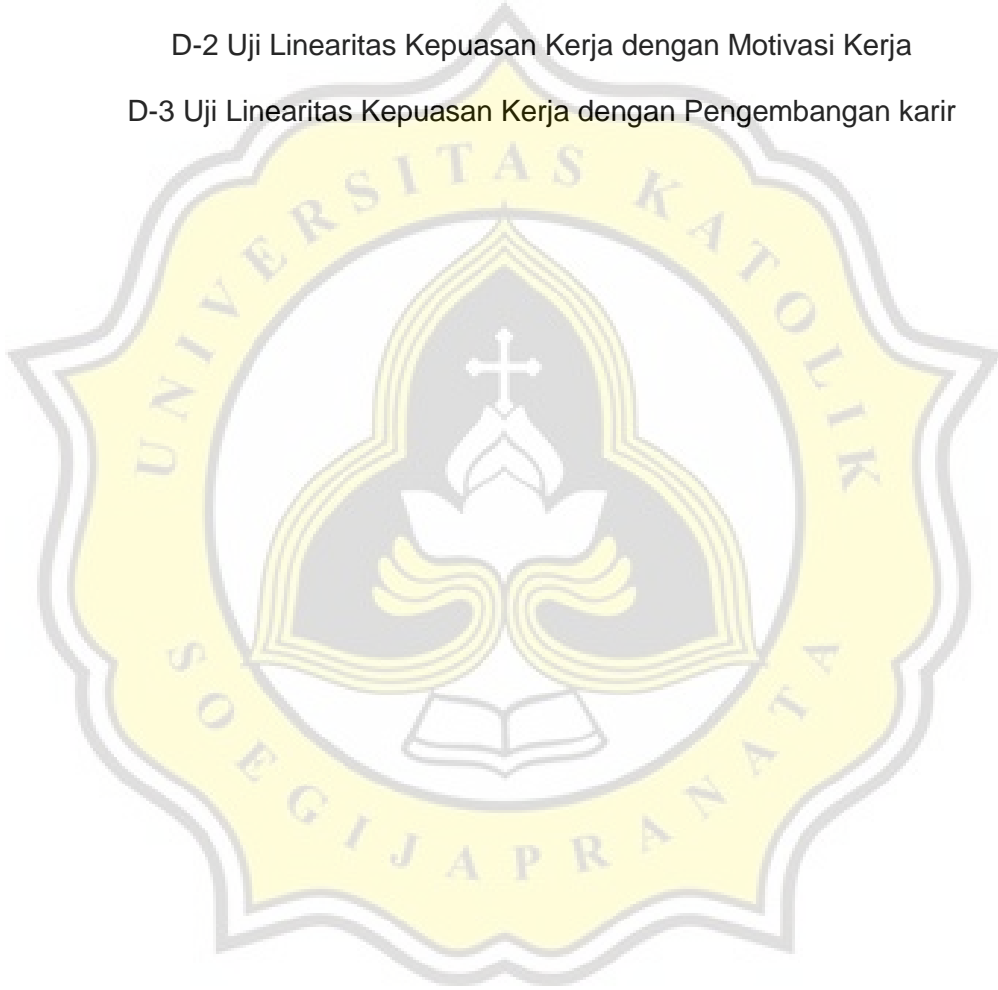 D-2 Uji Linearitas Kepuasan Kerja dengan Motivasi Kerja
D-3 Uji Linearitas Kepuasan Kerja dengan Pengembangan karir
UNIVERSITAS KATOLIK
SOEGIJAPRANATA